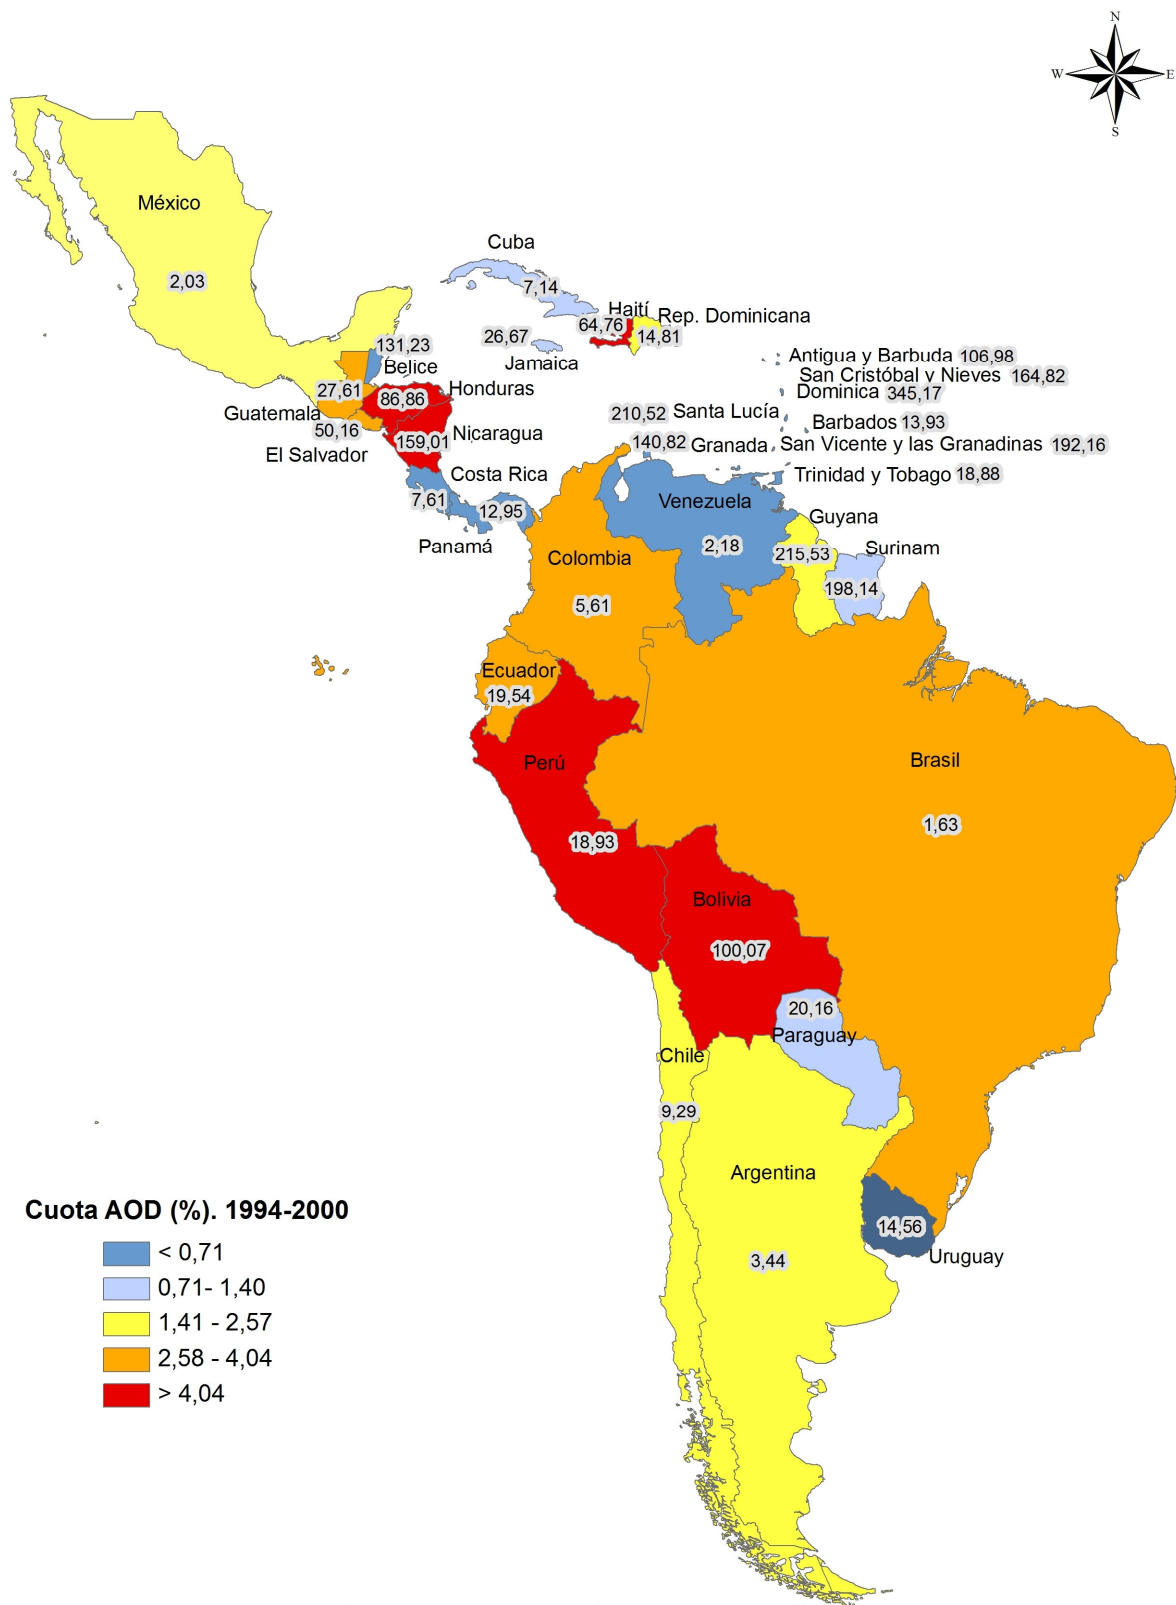 N
W
E
S
México
2,03
Cuba
7,14
Haití
64,76
Rep. Dominicana
14,81
26,67
Jamaica
131,23
Belice
Antigua y Barbuda 106,98
San Cristóbal y Nieves 164,82
Dominica 345,17
27,61
Guatemala
86,86
Honduras
210,52 Santa Lucía
Barbados 13,93
50,16
El Salvador
159,01
Nicaragua
140,82 Granada
San Vicente y las Granadinas 192,16
Costa Rica
7,61
12,95
Panamá
Trinidad y Tobago 18,88
Venezuela
2,18
Guyana
215,53
Surinam
198,14
Colombia
5,61
Ecuador
19,54
Perú
18,93
Brasil
1,63
Bolivia
100,07
20,16
Paraguay
Chile
9,29
Argentina
3,44
14,56
Uruguay
Cuota AOD (%). 1994-2000
< 0,71
0,71- 1,40
1,41 - 2,57
2,58 - 4,04
> 4,04